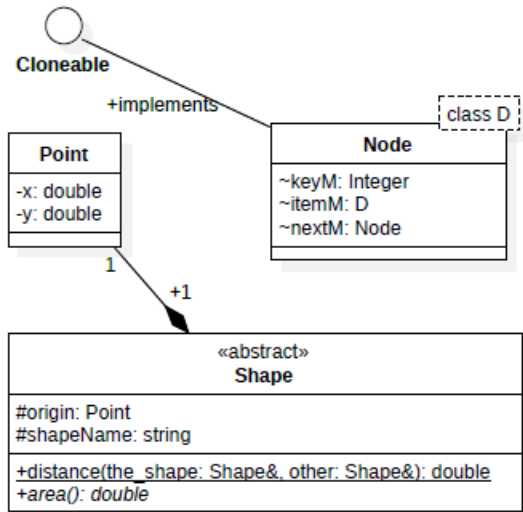 Cloneable
+implements
class D
Node
~keyM: Integer
~itemM: D
~nextM: Node
Point
-x: double
-y: double
1
+1
«abstract»
Shape
#origin: Point
#shapeName: string
+distance(the_shape: Shape&, other: Shape&): double
+area(): double